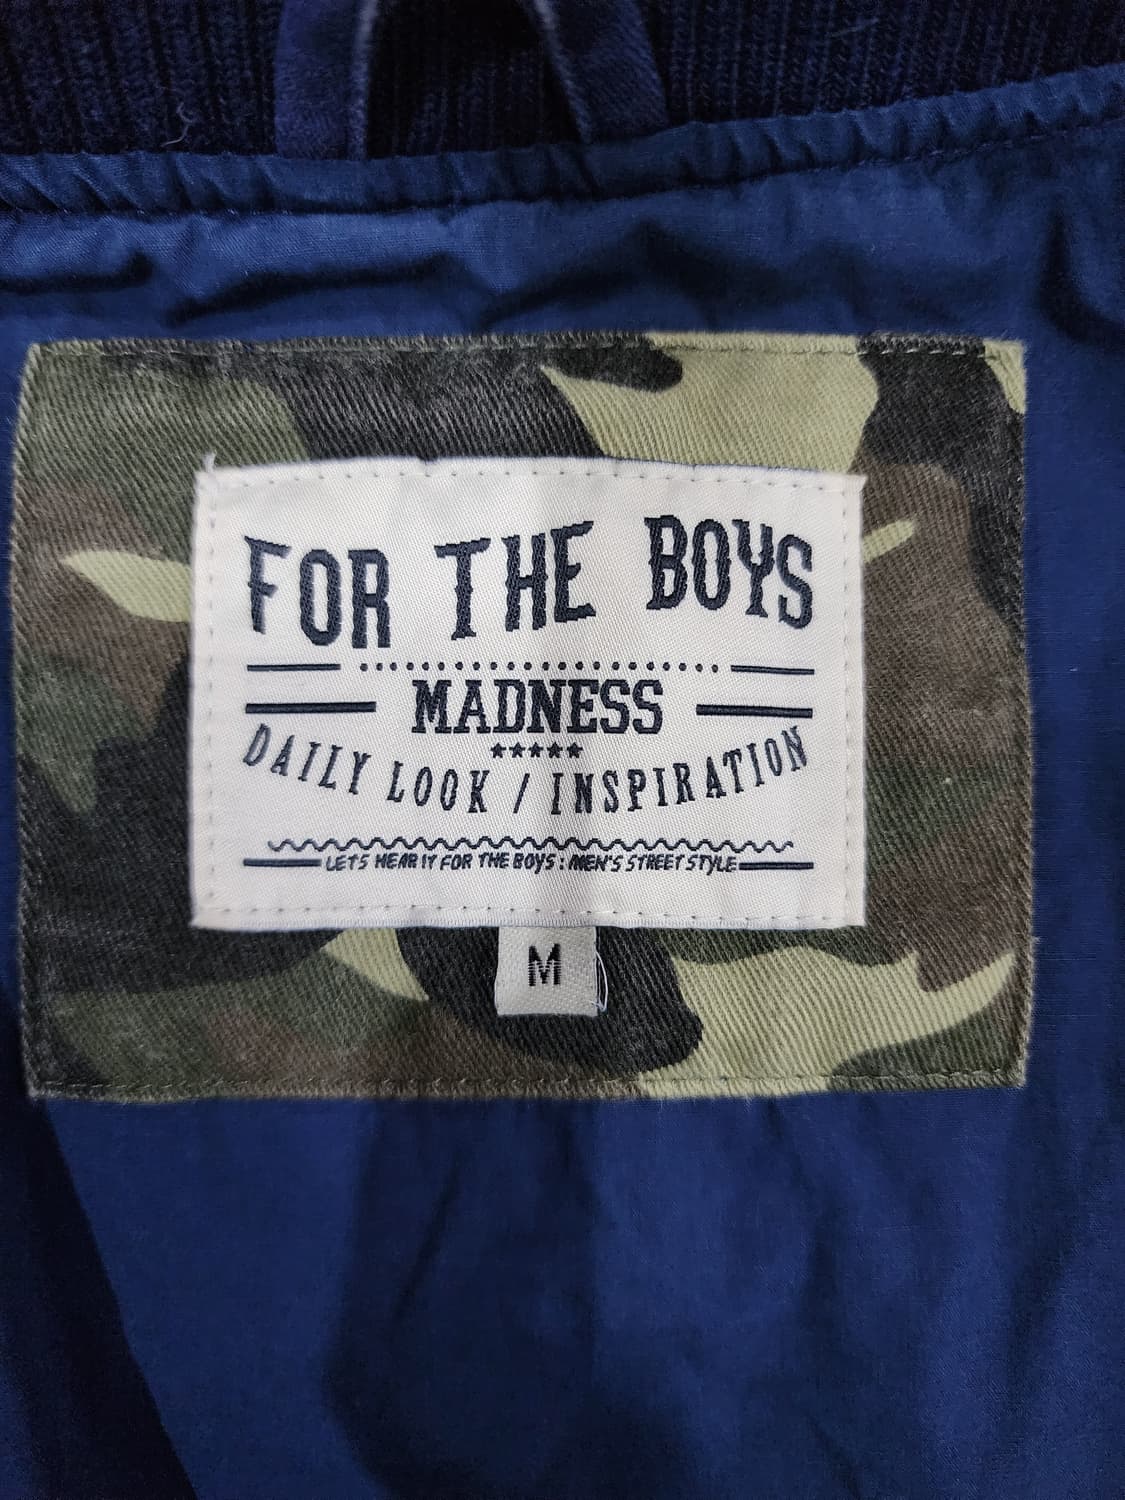 FOR THE BOYS
MADNESS
DAILY LOOK / INSPIRATION
LETS HEAR IT FOR THE BOYS : MEN'S STREET STYLE
M